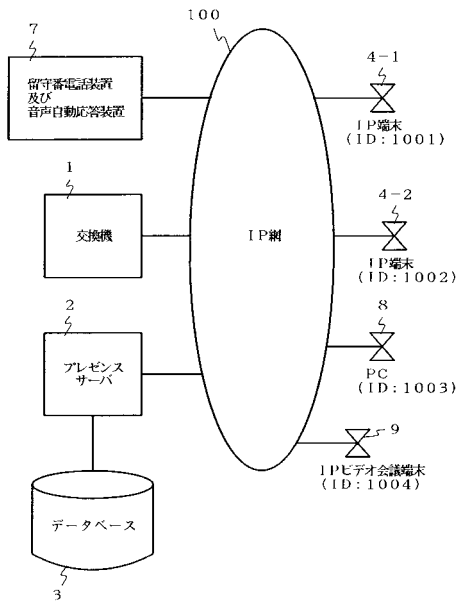 100
7
留守番電話装置
及び
音声自動応答装置
4-1
IP端末
(ID:1001)
1
交換機
IP網
4-2
IP端末
(ID:1002)
2
プレゼンス
サーバ
8
PC
(ID:1003)
9
IPビデオ会議端末
(ID:1004)
データベース
3